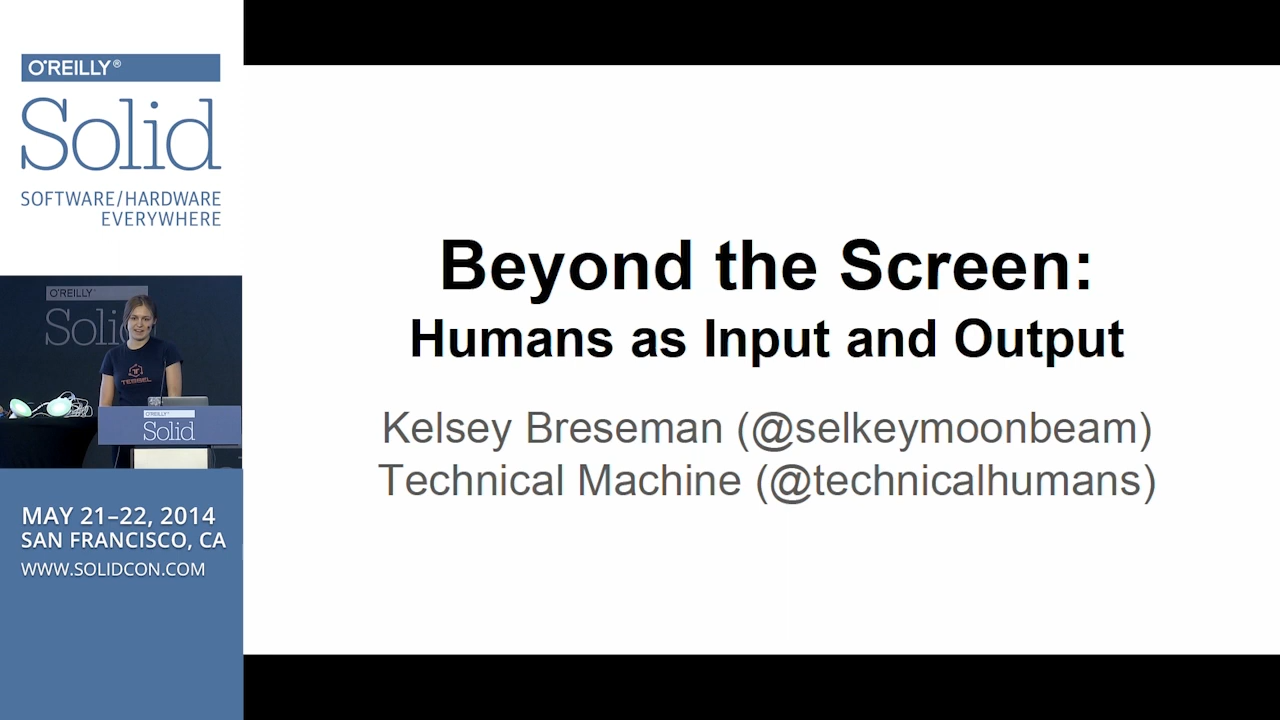 O'REILLY®
Solid
SOFTWARE/HARDWARE
EVERYWHERE
O'REILLY
Solid
TESSEL
Solid
MAY 21–22, 2014
SAN FRANCISCO, CA
WWW.SOLIDCON.COM
Beyond the Screen:
Humans as Input and Output
Kelsey Breseman (@selkeymoonbeam)
Technical Machine (@technicalhumans)